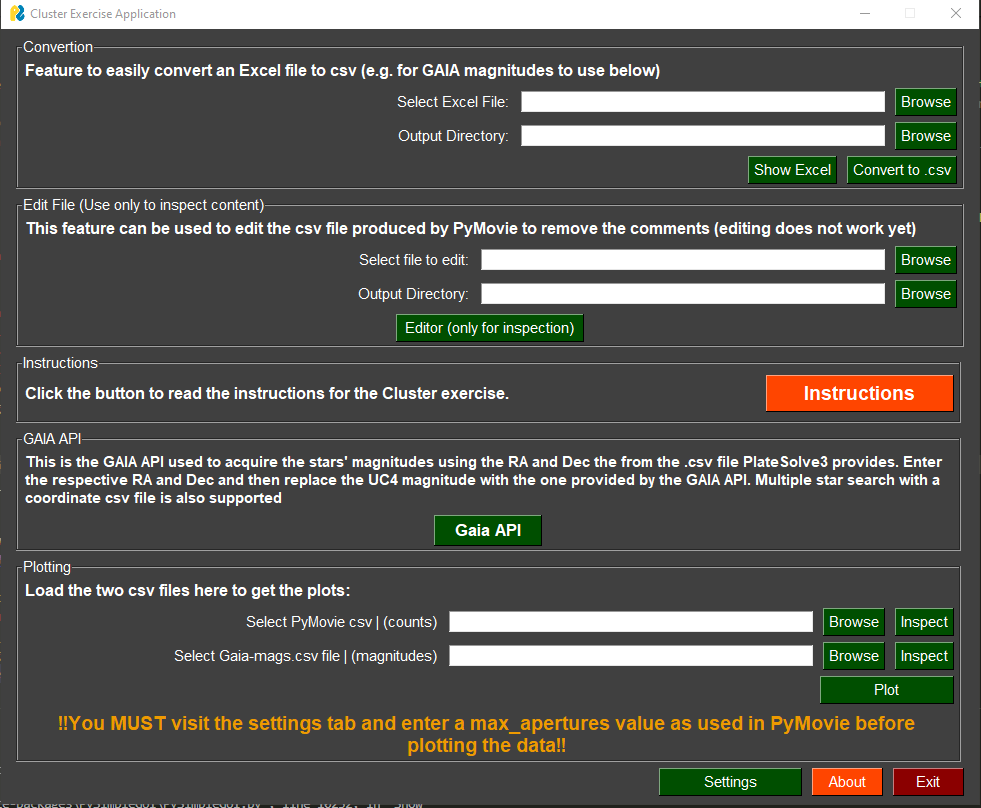 Cluster Exercise Application
Convertion
Feature to easily convert an Excel file to csv (e.g. for GAIA magnitudes to use below)
Select Excel File: Browse
Output Directory: Browse
Show Excel Convert to .csv
Edit File (Use only to inspect content)
This feature can be used to edit the csv file produced by PyMovie to remove the comments (editing does not work yet)
Select file to edit: Browse
Output Directory: Browse
Editor (only for inspection)
Instructions
Click the button to read the instructions for the Cluster exercise. Instructions
GAIA API
This is the GAIA API used to acquire the stars' magnitudes using the RA and Dec the from the .csv file PlateSolve3 provides. Enter
the respective RA and Dec and then replace the UC4 magnitude with the one provided by the GAIA API. Multiple star search with a
coordinate csv file is also supported
Gaia API
Plotting
Load the two csv files here to get the plots:
Select PyMovie csv | (counts) Browse Inspect
Select Gaia-mags.csv file | (magnitudes) Browse Inspect
Plot
!!You MUST visit the settings tab and enter a max_apertures value as used in PyMovie before
plotting the data!!
Settings About Exit